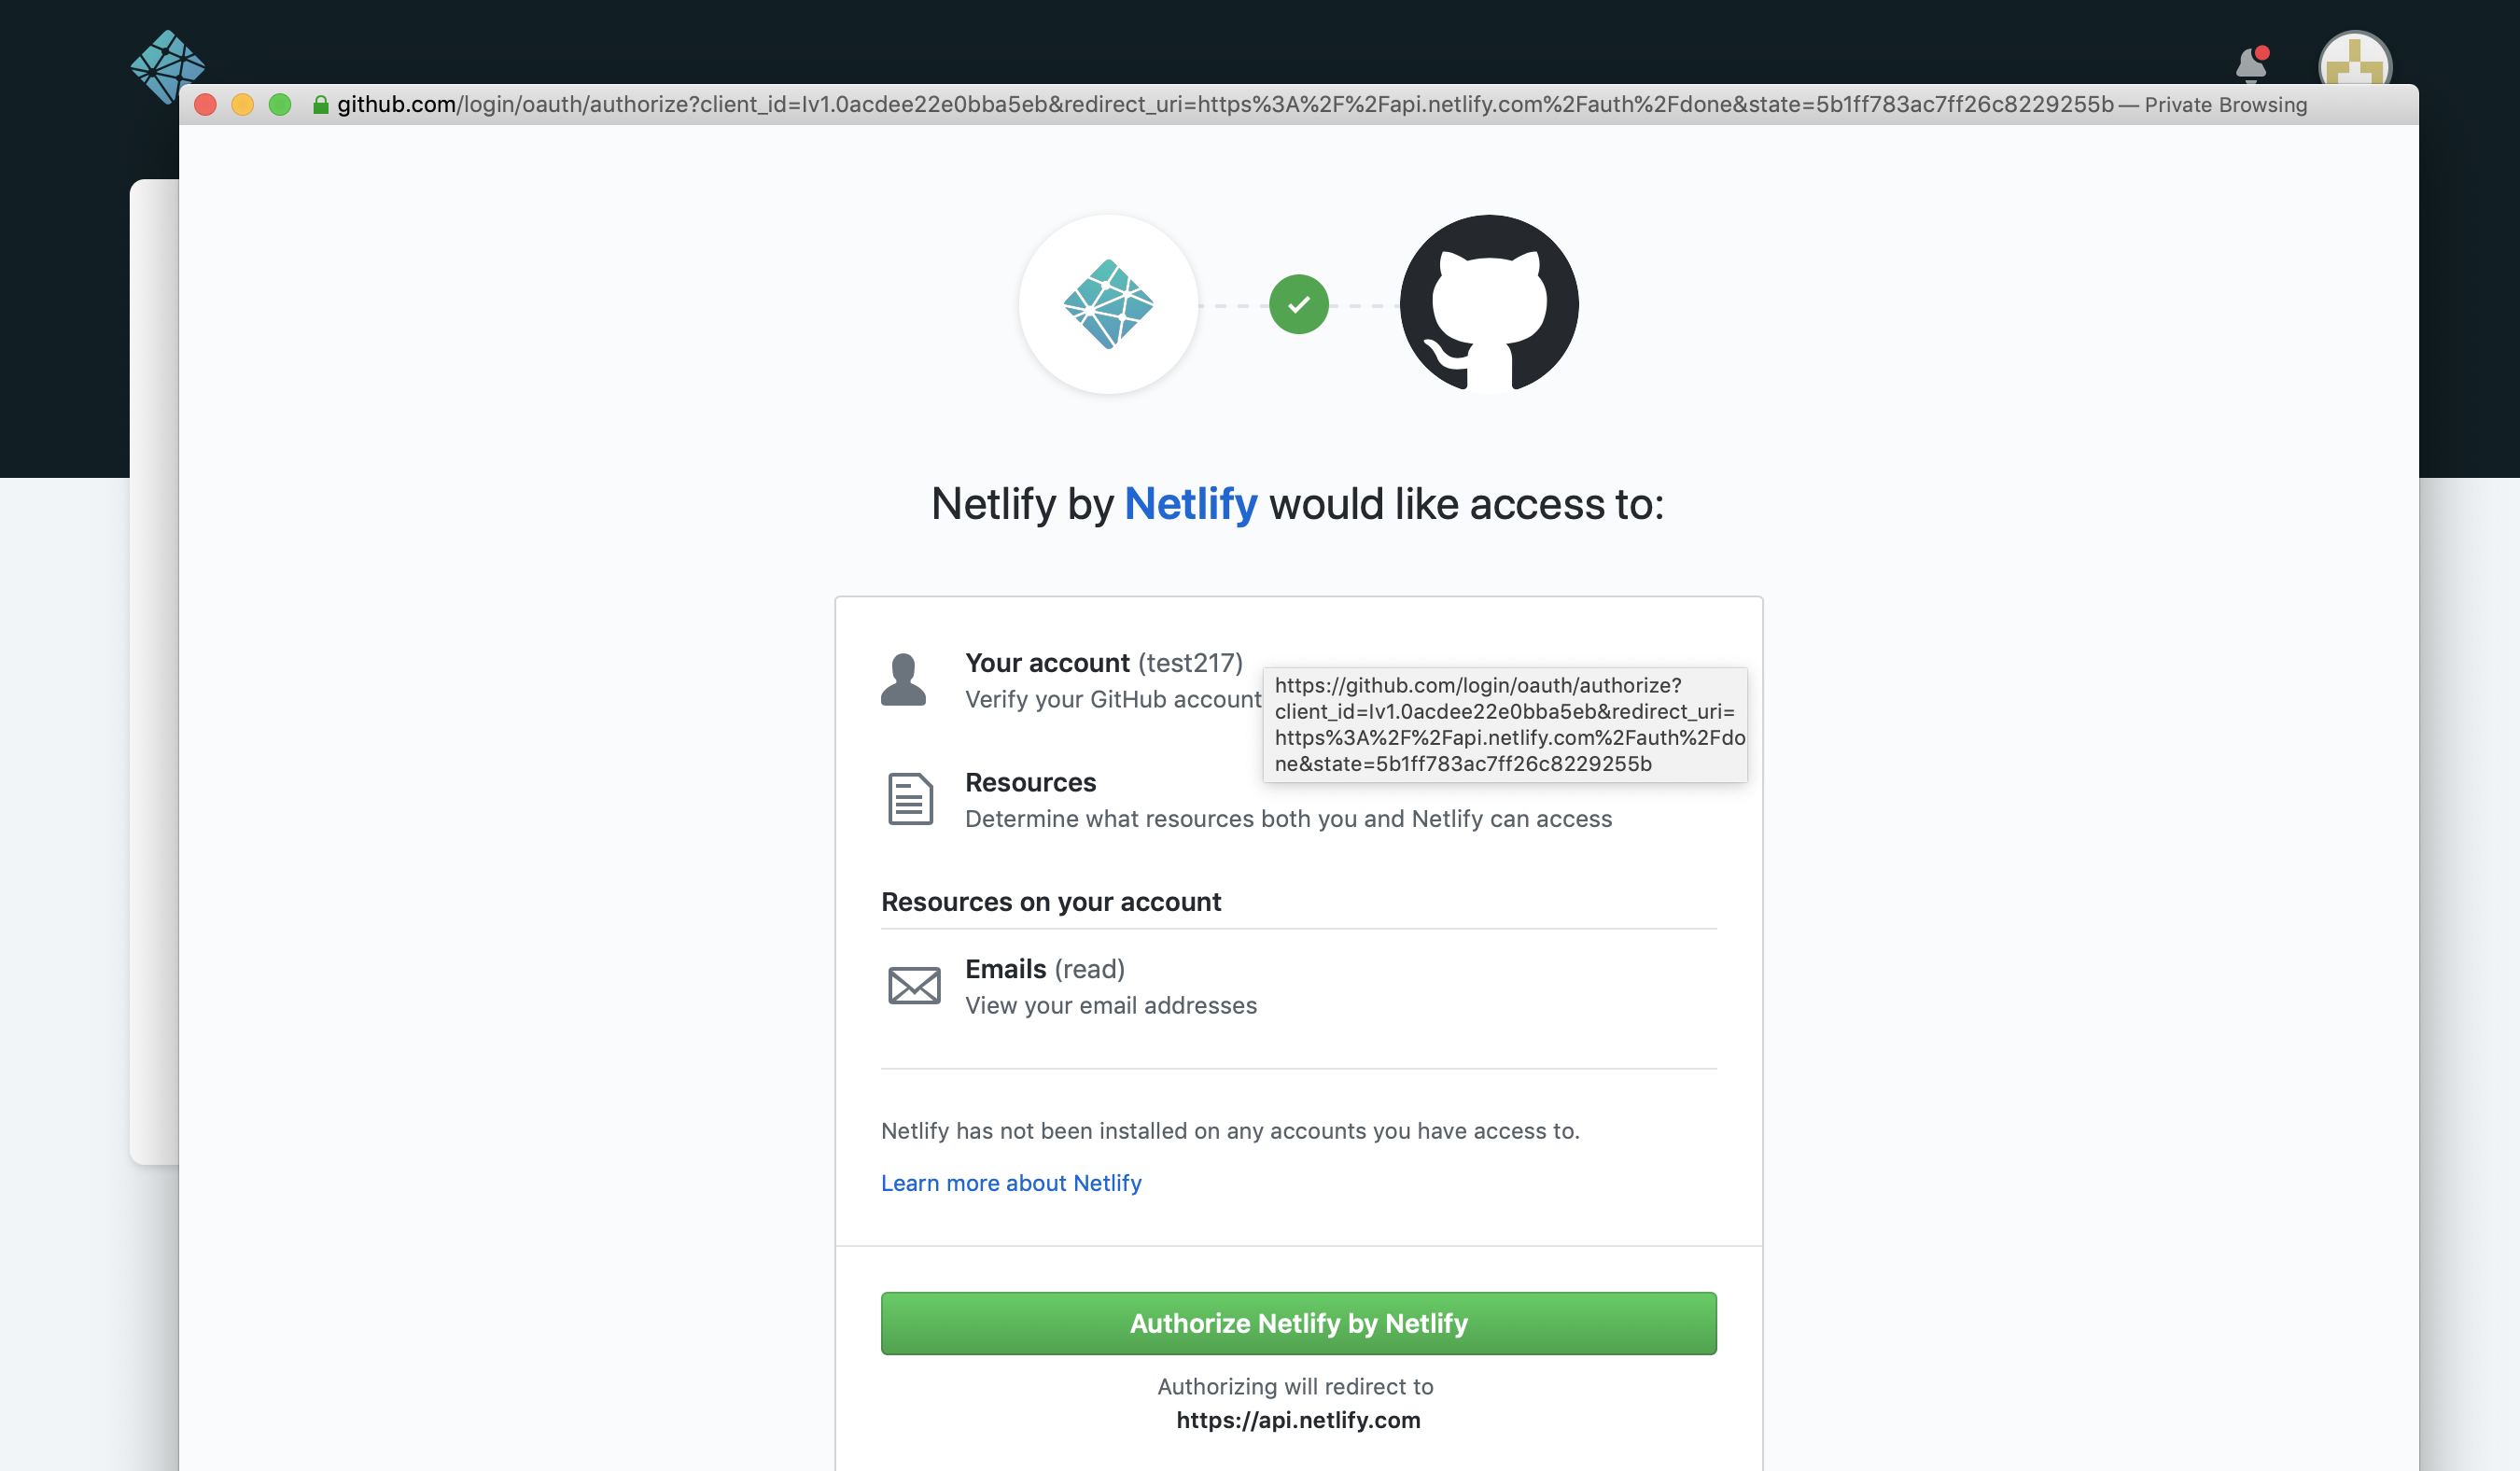 github.com/login/oauth/authorize?client_id=Iv1.0acdee22e0bba5eb&redirect_uri=https%3A%2F%2Fapi.netlify.com%2Fauth%2Fdone&state=5b1ff783ac7ff26c8229255b — Private Browsing
Netlify by Netlify would like access to:
Your account (test217)
Verify your GitHub account
https://github.com/login/oauth/authorize?
client_id=Iv1.0acdee22e0bba5eb&redirect_uri=
https%3A%2F%2Fapi.netlify.com%2Fauth%2Fdo
ne&state=5b1ff783ac7ff26c8229255b
Resources
Determine what resources both you and Netlify can access
Resources on your account
Emails (read)
View your email addresses
Netlify has not been installed on any accounts you have access to.
Learn more about Netlify
Authorize Netlify by Netlify
Authorizing will redirect to
https://api.netlify.com